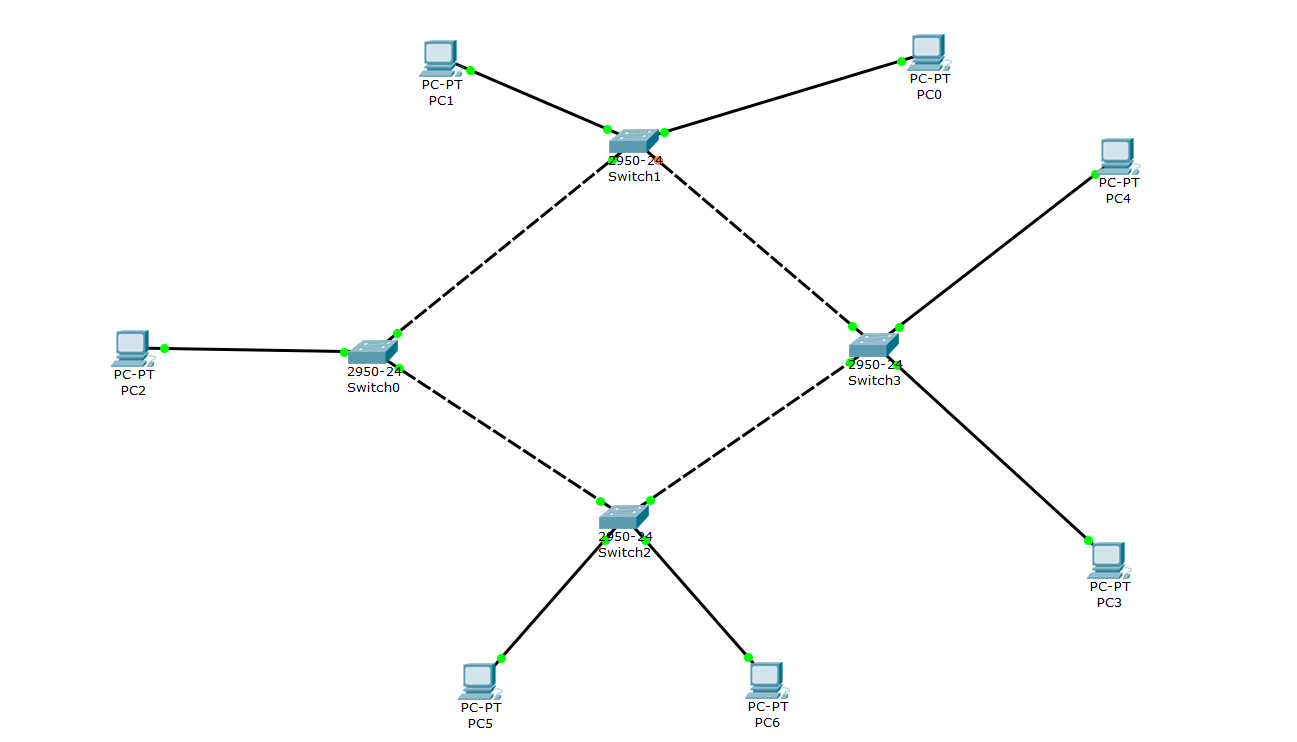 PC-PT
PC1
PC-PT
PC0
2950-24
Switch1
PC-PT
PC4
PC-PT
PC2
2950-24
Switch0
2950-24
Switch3
2950-24
Switch2
PC-PT
PC3
PC-PT
PC5
PC-PT
PC6